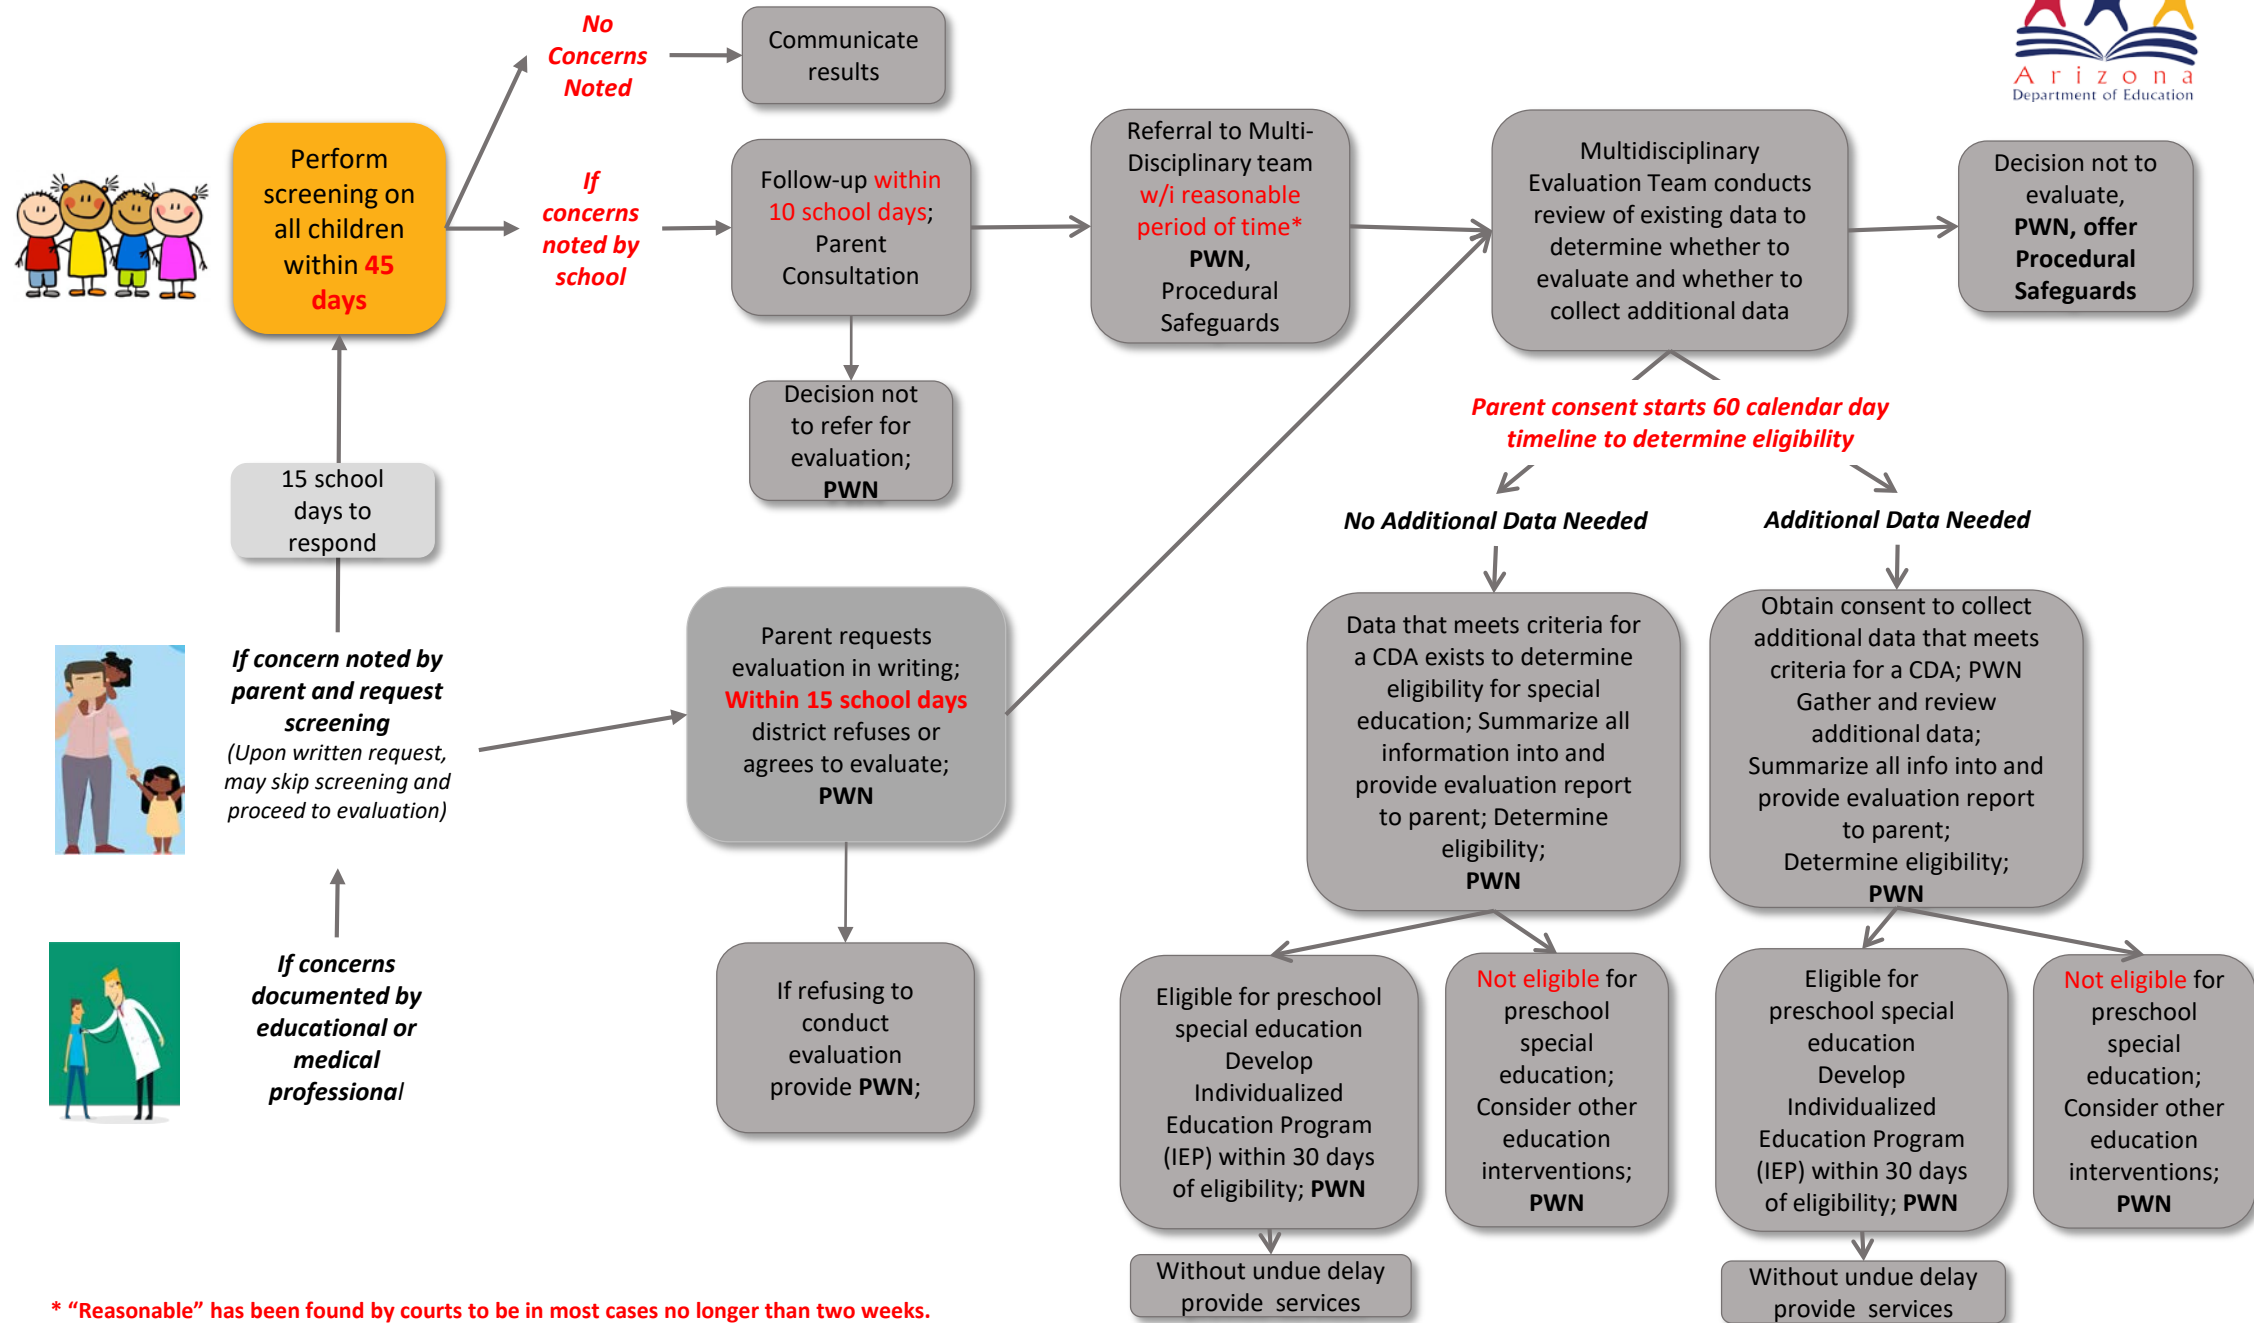 Arizona
Department of Education
No
Concerns
Noted
Communicate
results
Perform
screening on
all children
within 45
days
If
concerns
noted by
school
Follow-up within
10 school days;
Parent
Consultation
Referral to Multi-
Disciplinary team
w/i reasonable
period of time*
PWN,
Procedural
Safeguards
Multidisciplinary
Evaluation Team conducts
review of existing data to
determine whether to
evaluate and whether to
collect additional data
Decision not to
evaluate,
PWN, offer
Procedural
Safeguards
Decision not
to refer for
evaluation;
PWN
Parent consent starts 60 calendar day
timeline to determine eligibility
15 school
days to
respond
No Additional Data Needed
Additional Data Needed
If concern noted by
parent and request
screening
(Upon written request,
may skip screening and
proceed to evaluation)
Parent requests
evaluation in writing;
Within 15 school days
district refuses or
agrees to evaluate;
PWN
Data that meets criteria for
a CDA exists to determine
eligibility for special
education; Summarize all
information into and
provide evaluation report
to parent; Determine
eligibility;
PWN
Obtain consent to collect
additional data that meets
criteria for a CDA; PWN
Gather and review
additional data;
Summarize all info into and
provide evaluation report
to parent;
Determine eligibility;
PWN
If concerns
documented by
educational or
medical
professional
If refusing to
conduct
evaluation
provide PWN;
Eligible for preschool
special education
Develop
Individualized
Education Program
(IEP) within 30 days
of eligibility; PWN
Not eligible for
preschool
special
education;
Consider other
education
interventions;
PWN
Eligible for
preschool special
education
Develop
Individualized
Education Program
(IEP) within 30 days
of eligibility; PWN
Not eligible for
preschool
special
education;
Consider other
education
interventions;
PWN
Without undue delay
provide services
Without undue delay
provide services
* “Reasonable” has been found by courts to be in most cases no longer than two weeks.